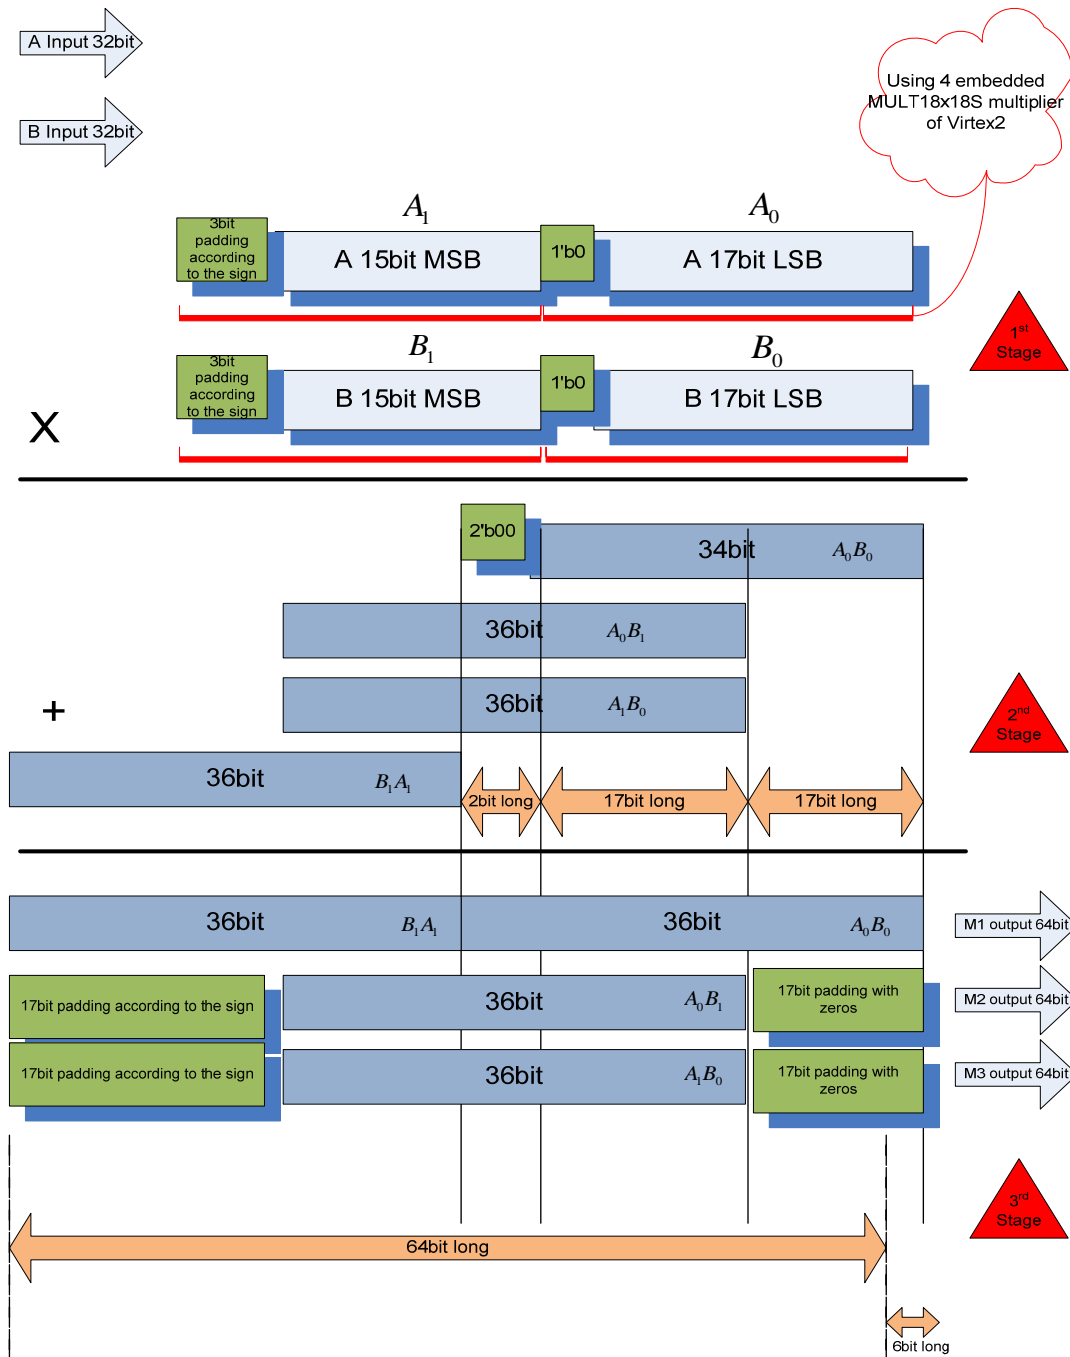 A Input 32bit
B Input 32bit
Using 4 embedded
MULT18x18S multiplier
of Virtex2
A₁
A₀
3bit
padding
according
to the sign
A 15bit MSB
1'b0
A 17bit LSB
B₁
B₀
3bit
padding
according
to the sign
B 15bit MSB
1'b0
B 17bit LSB
1st
Stage
X
2'b00
34bit
A₀B₀
36bit
A₀B₁
36bit
A₁B₀
+
2nd
Stage
36bit
B₁A₁
2bit long
17bit long
17bit long
36bit
B₁A₁
36bit
A₀B₀
M1 output 64bit
17bit padding according to the sign
36bit
A₀B₁
17bit padding with
zeros
M2 output 64bit
17bit padding according to the sign
36bit
A₁B₀
17bit padding with
zeros
M3 output 64bit
3rd
Stage
64bit long
6bit long